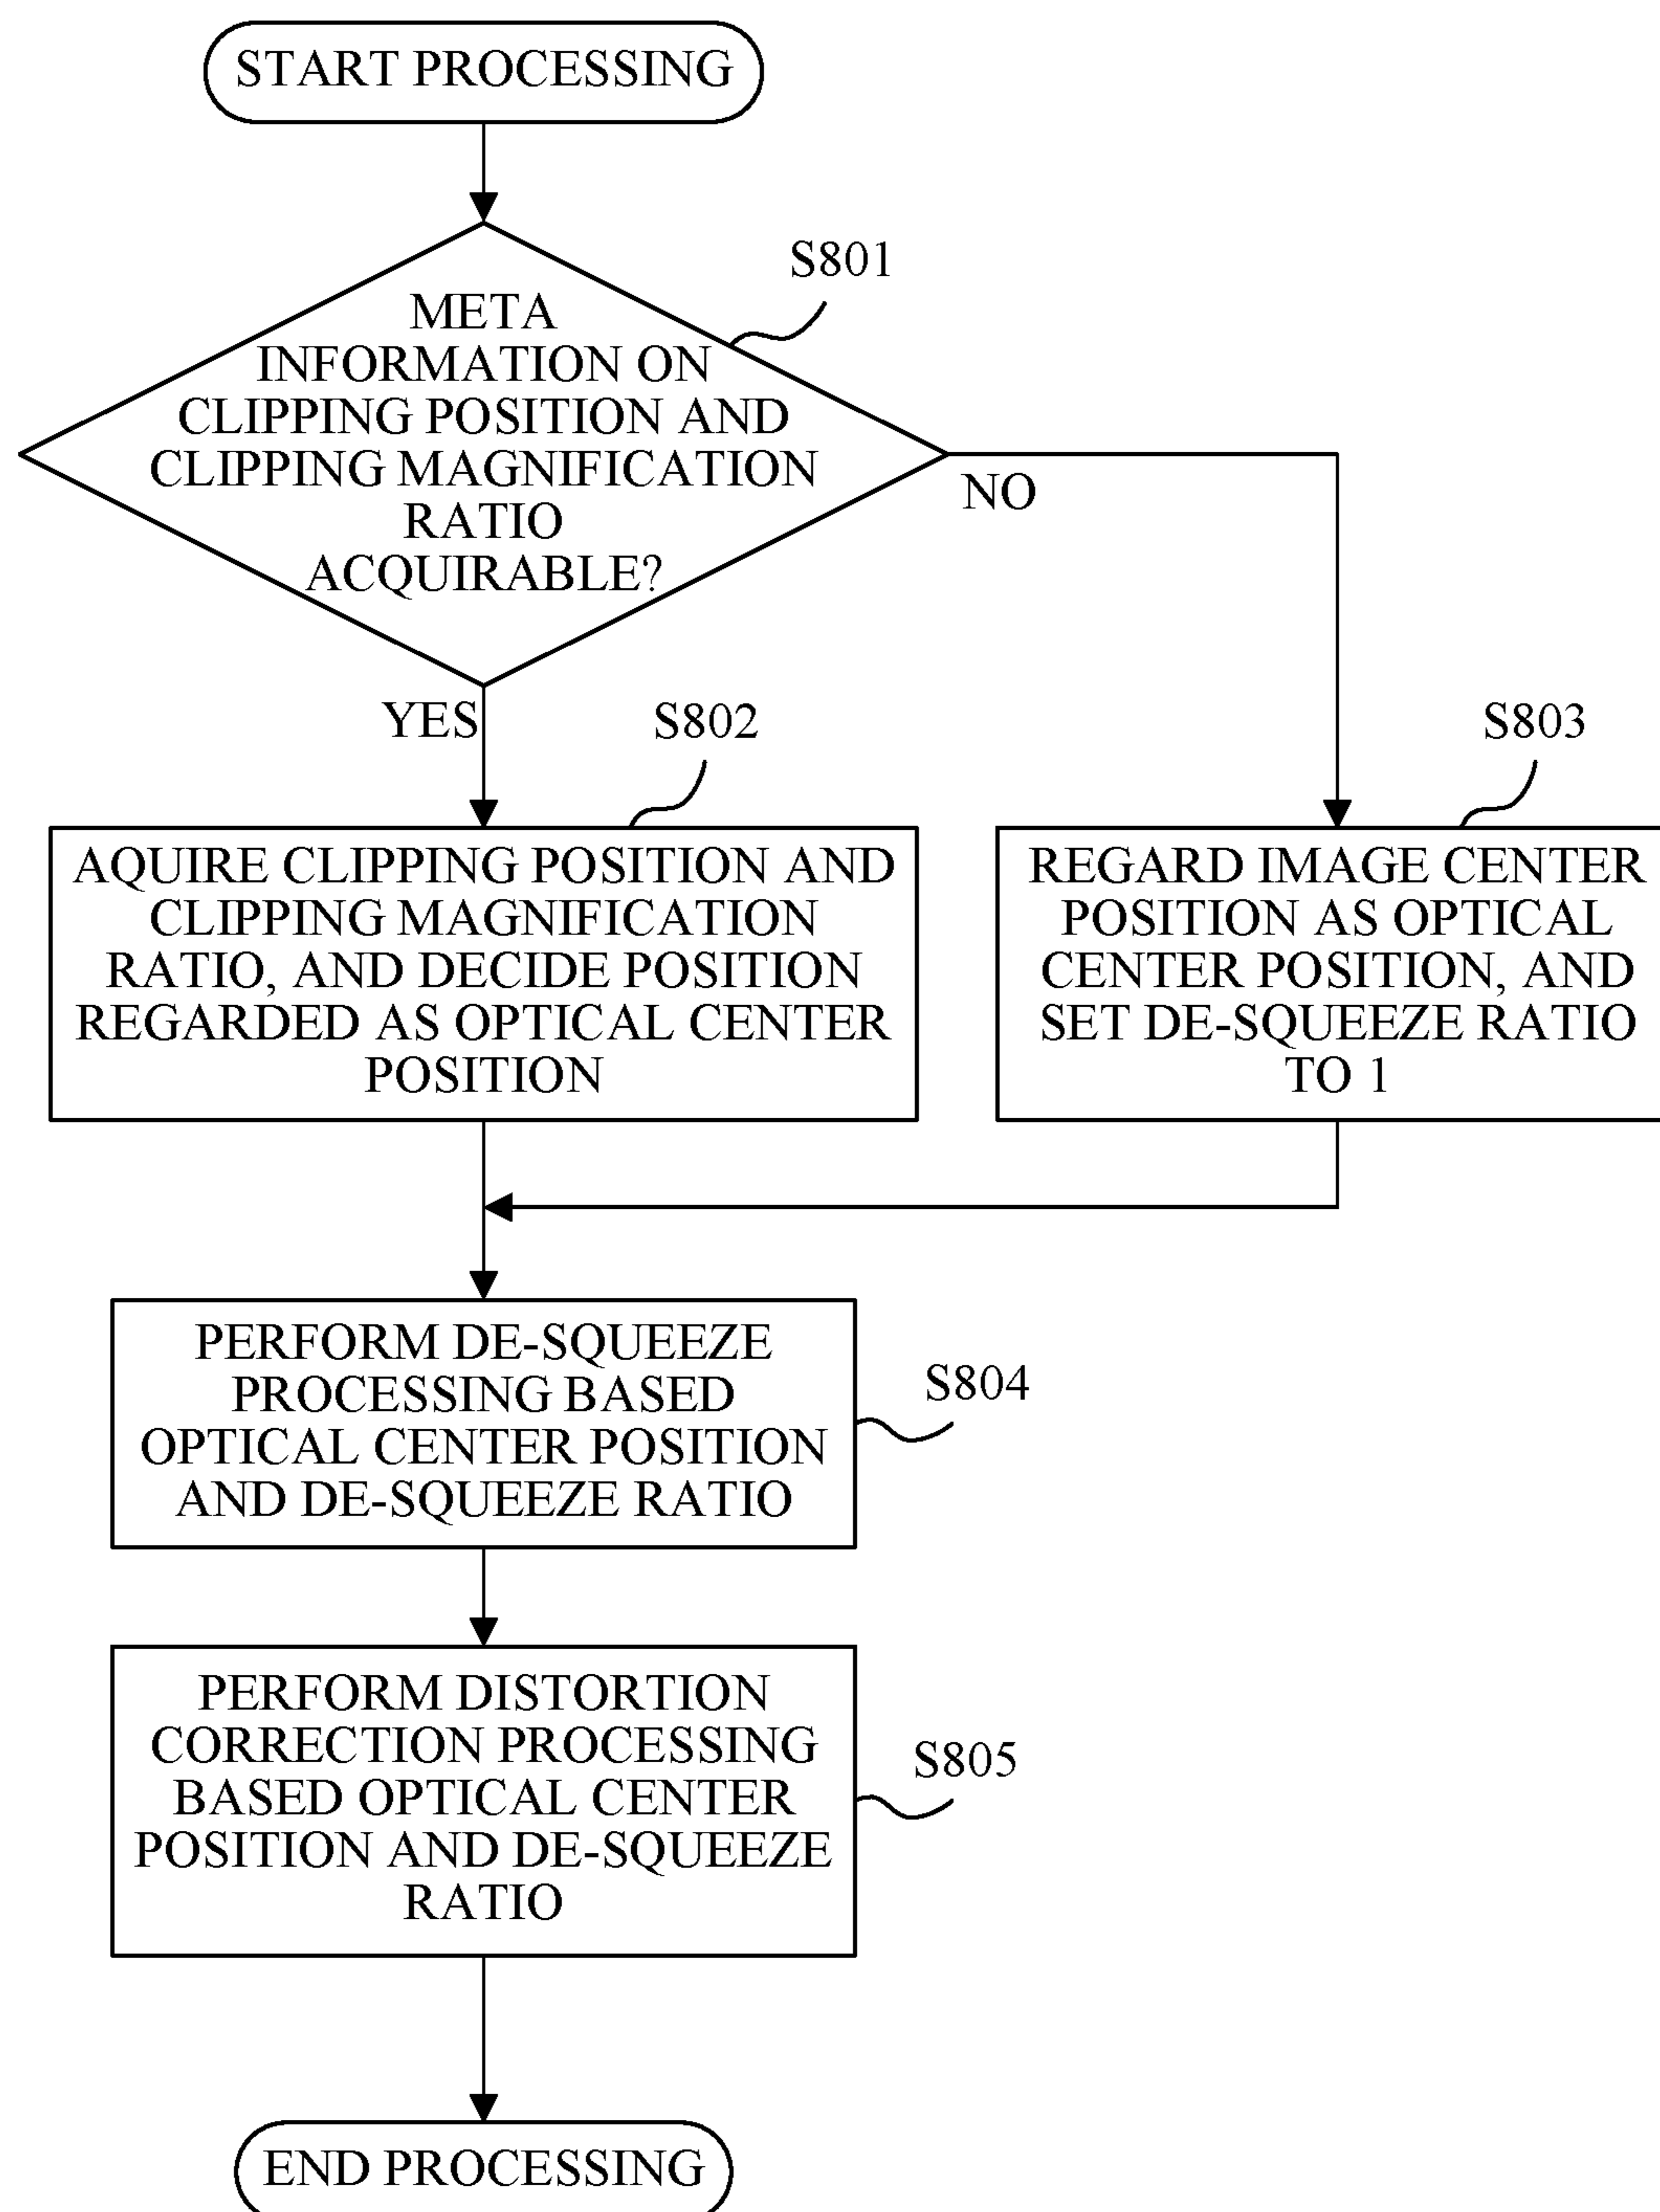 START PROCESSING
S801
META
INFORMATION ON
CLIPPING POSITION AND
CLIPPING MAGNIFICATION
RATIO
ACQUIRABLE?
NO
YES
S802
S803
AQUIRE CLIPPING POSITION AND
CLIPPING MAGNIFICATION
RATIO, AND DECIDE POSITION
REGARDED AS OPTICAL CENTER
POSITION
REGARD IMAGE CENTER
POSITION AS OPTICAL
CENTER POSITION, AND
SET DE-SQUEEZE RATIO
TO 1
PERFORM DE-SQUEEZE
PROCESSING BASED
OPTICAL CENTER POSITION
AND DE-SQUEEZE RATIO
S804
PERFORM DISTORTION
CORRECTION PROCESSING
BASED OPTICAL CENTER
POSITION AND DE-SQUEEZE
RATIO
S805
END PROCESSING